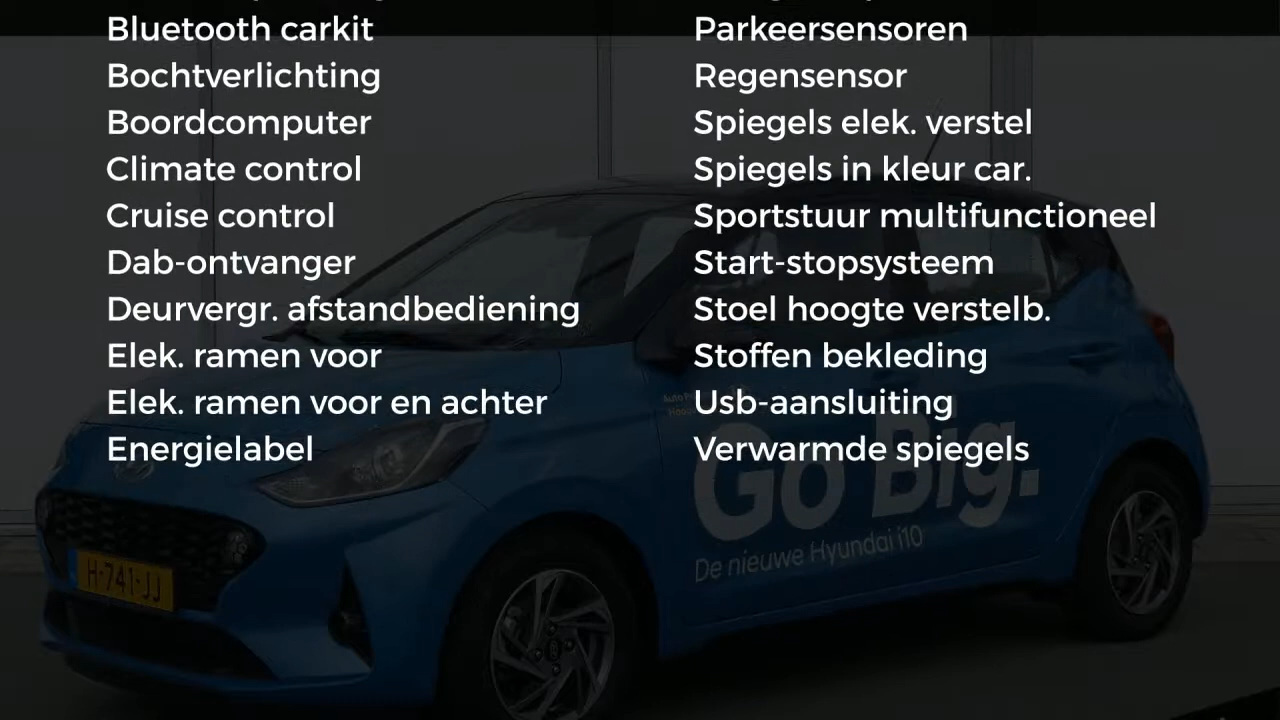 Bluetooth carkit
Bochtverlichting
Boordcomputer
Climate control
Cruise control
Dab-ontvanger
Deurvergr. afstandbediening
Elek. ramen voor
Elek. ramen voor en achter
Energielabel
Parkeersensoren
Regensensor
Spiegels elek. verstel
Spiegels in kleur car.
Sportstuur multifunctioneel
Start-stopsysteem
Stoel hoogte verstelb.
Stoffen bekleding
Usb-aansluiting
Verwarmde spiegels
Go Big.
De nieuwe Hyundai i10
H-741-JJ